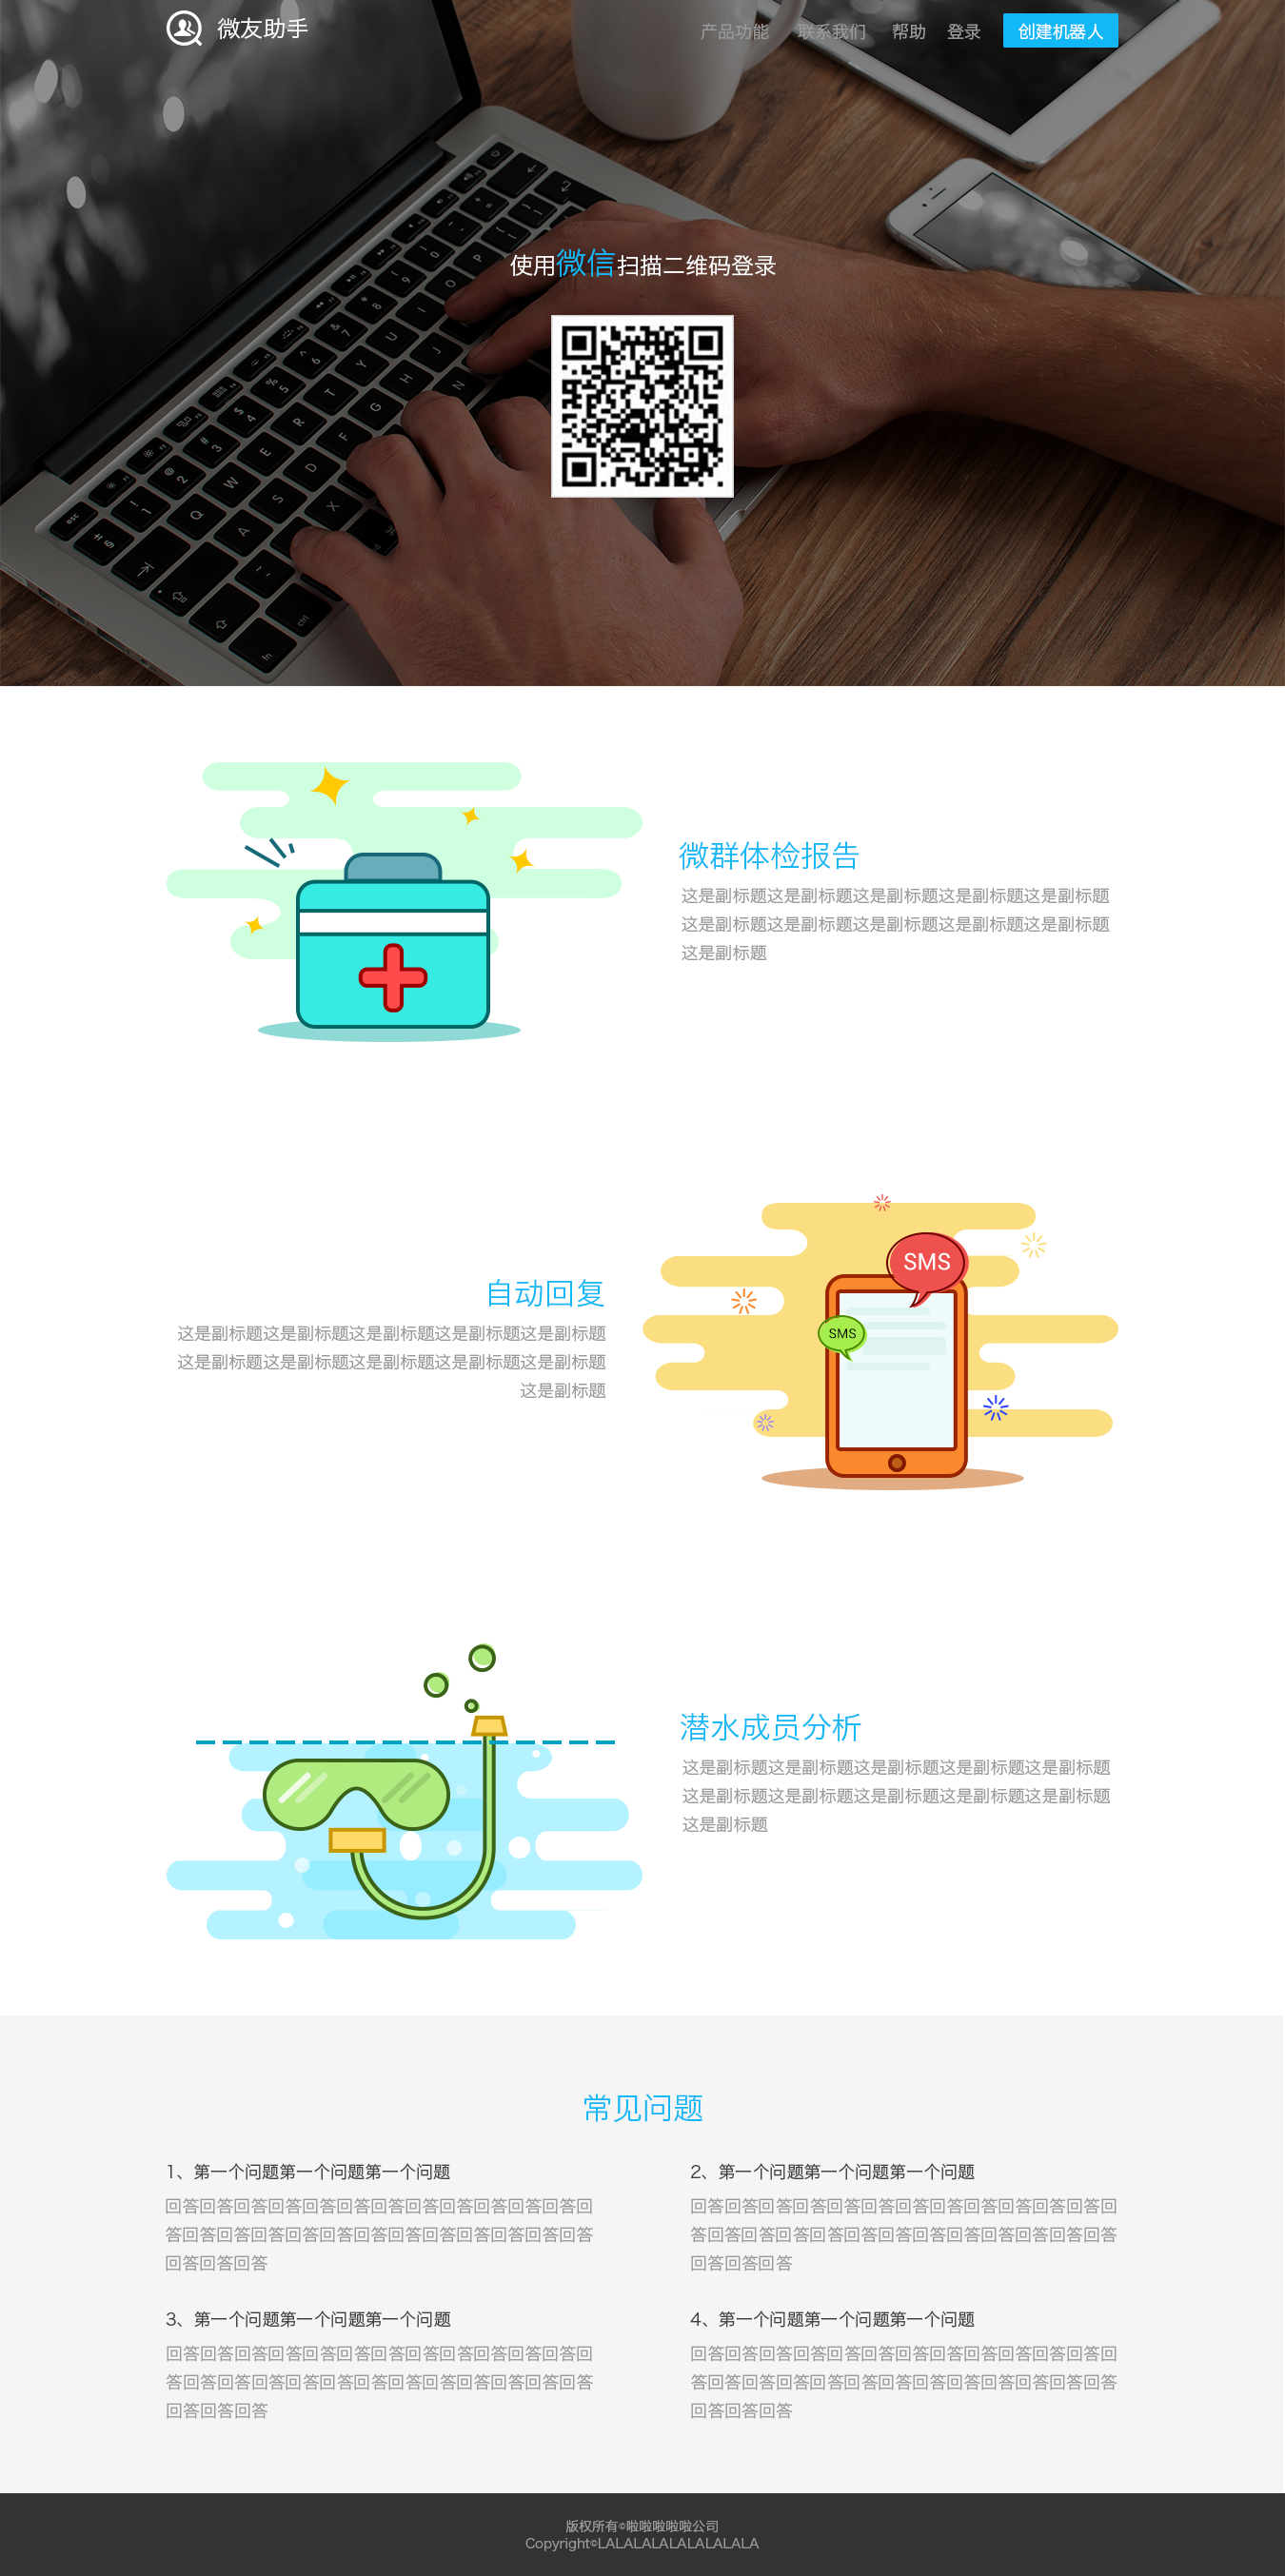 微友助手
产品功能 联系我们 帮助 登录 创建机器人
使用微信扫描二维码登录
微群体检报告
这是副标题这是副标题这是副标题这是副标题这是副标题
这是副标题这是副标题这是副标题这是副标题这是副标题
这是副标题
SMS
SMS
自动回复
这是副标题这是副标题这是副标题这是副标题这是副标题
这是副标题这是副标题这是副标题这是副标题这是副标题
这是副标题
潜水成员分析
这是副标题这是副标题这是副标题这是副标题这是副标题
这是副标题这是副标题这是副标题这是副标题这是副标题
这是副标题
常见问题
1、第一个问题第一个问题第一个问题
回答回答回答回答回答回答回答回答回答回答回答回答回
答回答回答回答回答回答回答回答回答回答回答回答回答
回答回答回答
2、第一个问题第一个问题第一个问题
回答回答回答回答回答回答回答回答回答回答回答回答回
答回答回答回答回答回答回答回答回答回答回答回答回答
回答回答回答
3、第一个问题第一个问题第一个问题
回答回答回答回答回答回答回答回答回答回答回答回答回
答回答回答回答回答回答回答回答回答回答回答回答回答
回答回答回答
4、第一个问题第一个问题第一个问题
回答回答回答回答回答回答回答回答回答回答回答回答回
答回答回答回答回答回答回答回答回答回答回答回答回答
回答回答回答
版权所有©啦啦啦啦啦公司
Copyright©LALALALALALALALALA